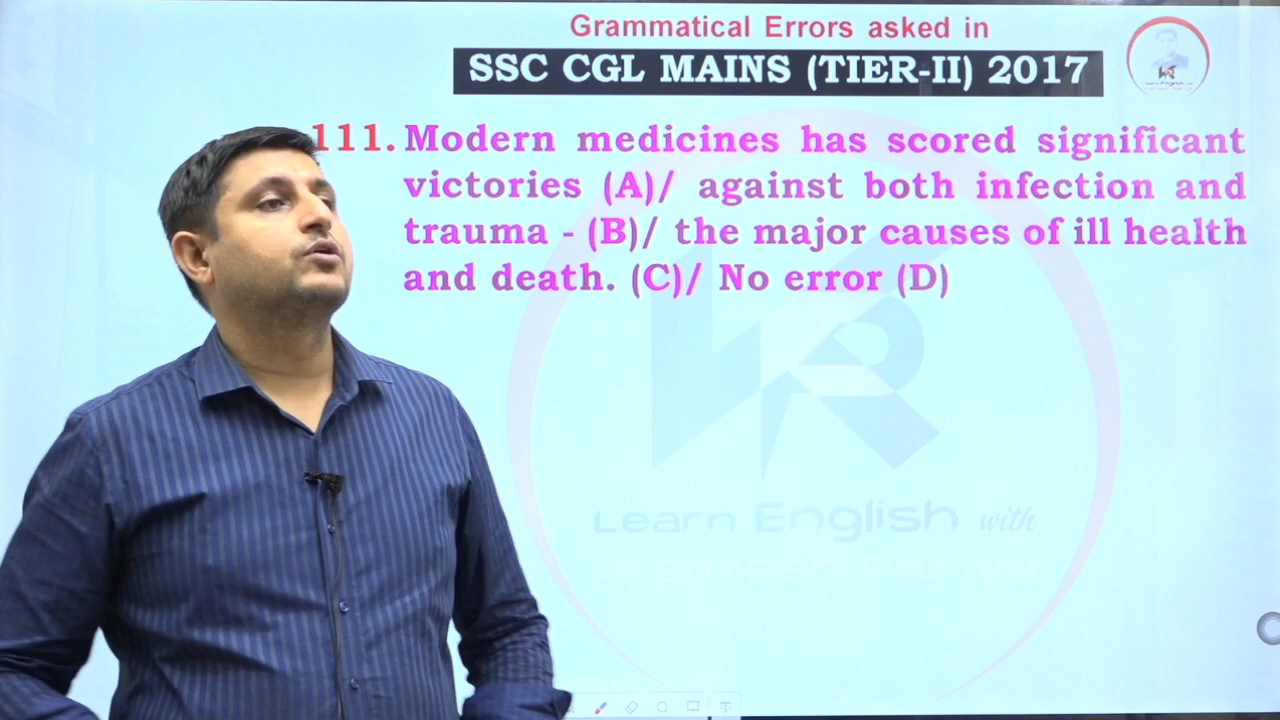 Grammatical Errors asked in
SSC CGL MAINS (TIER-II) 2017
111. Modern medicines has scored significant
victories (A)/ against both infection and
trauma - (B)/ the major causes of ill health
and death. (C)/ No error (D)
Learn English with